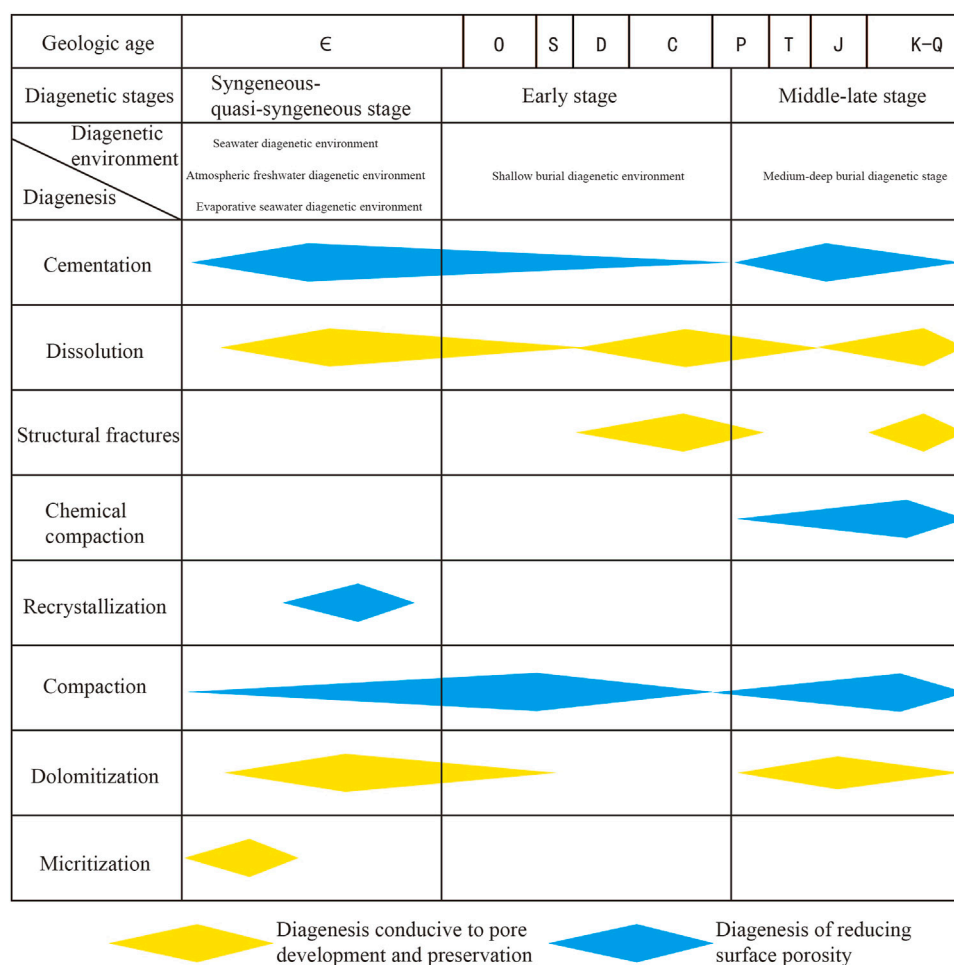 Geologic age
∈
O
S
D
C
P
T
J
K-Q
Diagenetic stages
Syngeneous-
quasi-syngeneous stage
Early stage
Middle-late stage
Diagenetic
environment
Diagenesis
Seawater diagenetic environment
Atmospheric freshwater diagenetic environment
Evaporative seawater diagenetic environment
Shallow burial diagenetic environment
Medium-deep burial diagenetic stage
Cementation
Dissolution
Structural fractures
Chemical
compaction
Recrystallization
Compaction
Dolomitization
Micritization
Diagenesis conducive to pore
development and preservation
Diagenesis of reducing
surface porosity